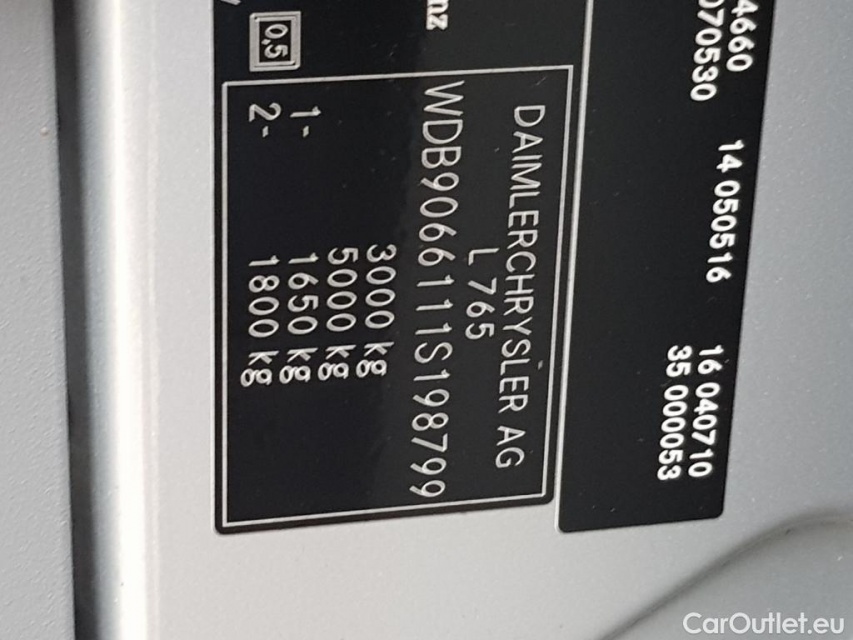 4660 14 050516 16 040710
070530 35 000053
nz
0,5
DAIMLERCHRYSLER AG
L 765
WDB9066111S198799
3000 kg
5000 kg
1- 1650 kg
2- 1800 kg
CarOutlet.eu